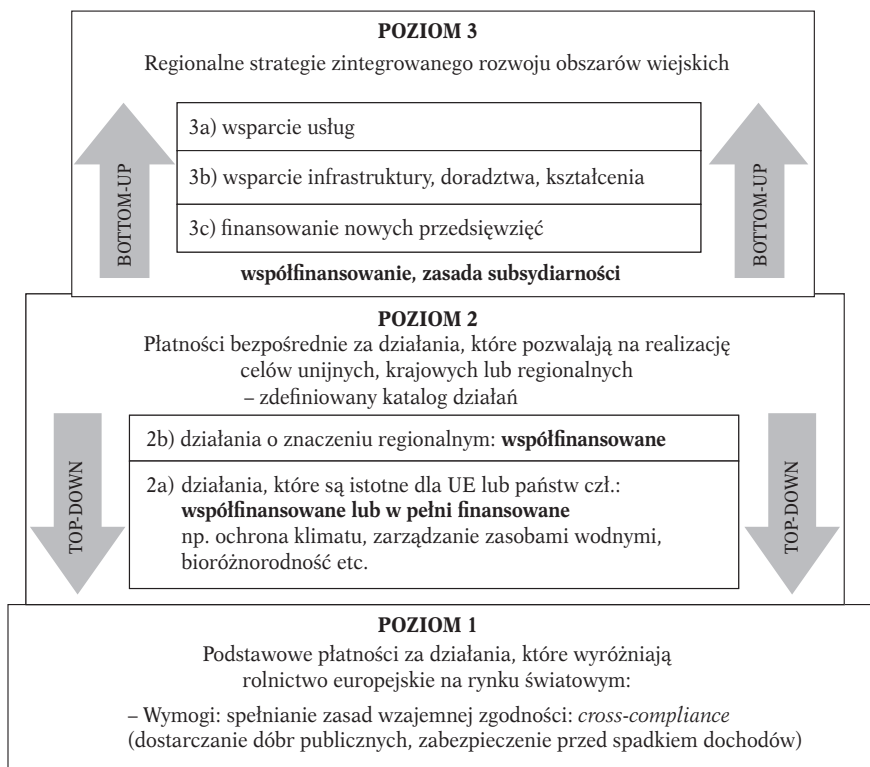 POZIOM 3
Regionalne strategie zintegrowanego rozwoju obszarów wiejskich
BOTTOM-UP
3a) wsparcie usług
3b) wsparcie infrastruktury, doradztwa, kształcenia
3c) finansowanie nowych przedsięwzięć
BOTTOM-UP
współfinansowanie, zasada subsydiarności
POZIOM 2
Płatności bezpośrednie za działania, które pozwalają na realizację
celów unijnych, krajowych lub regionalnych
– zdefiniowany katalog działań
TOP-DOWN
2b) działania o znaczeniu regionalnym: współfinansowane
2a) działania, które są istotne dla UE lub państw czł.:
współfinansowane lub w pełni finansowane
np. ochrona klimatu, zarządzanie zasobami wodnymi,
bioróżnorodność etc.
TOP-DOWN
POZIOM 1
Podstawowe płatności za działania, które wyróżniają
rolnictwo europejskie na rynku światowym:
– Wymogi: spełnianie zasad wzajemnej zgodności: cross-compliance
(dostarczanie dóbr publicznych, zabezpieczenie przed spadkiem dochodów)